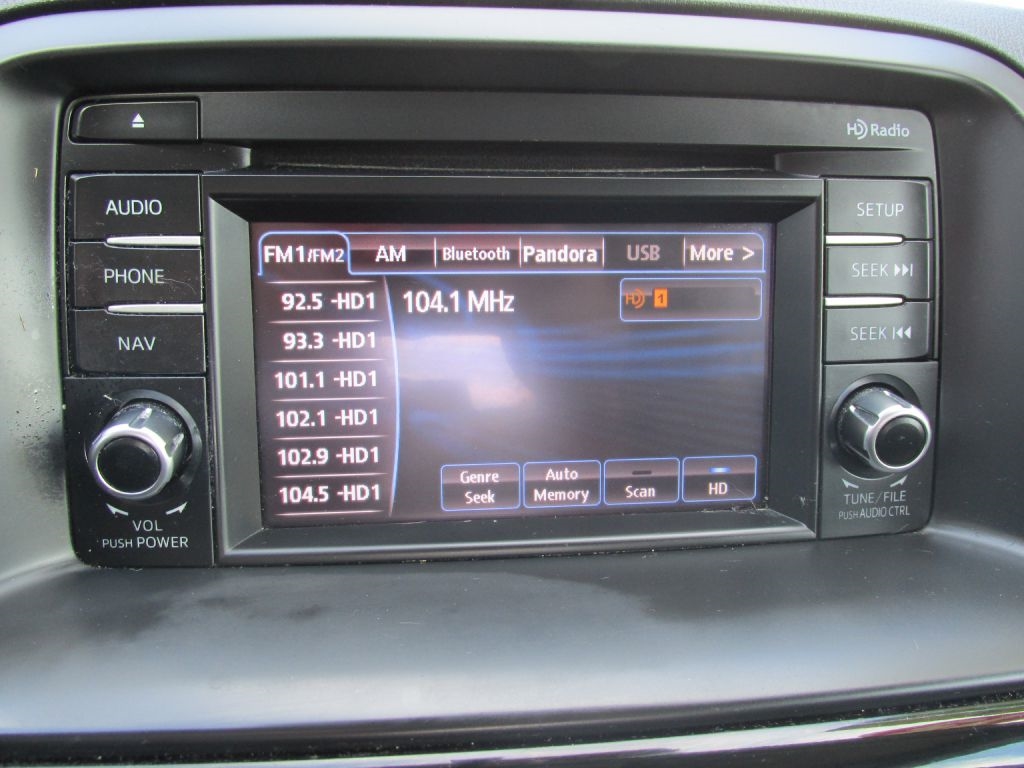 HD Radio
AUDIO
PHONE
NAV
VOL
PUSH POWER
FM1/FM2 AM Bluetooth Pandora USB More >
92.5 -HD1
93.3 -HD1
101.1 -HD1
102.1 -HD1
102.9 -HD1
104.5 -HD1
104.1 MHz
HD 1
Genre
Seek
Auto
Memory
Scan
HD
SETUP
SEEK
SEEK
TUNE/FILE
PUSH AUDIO CTRL